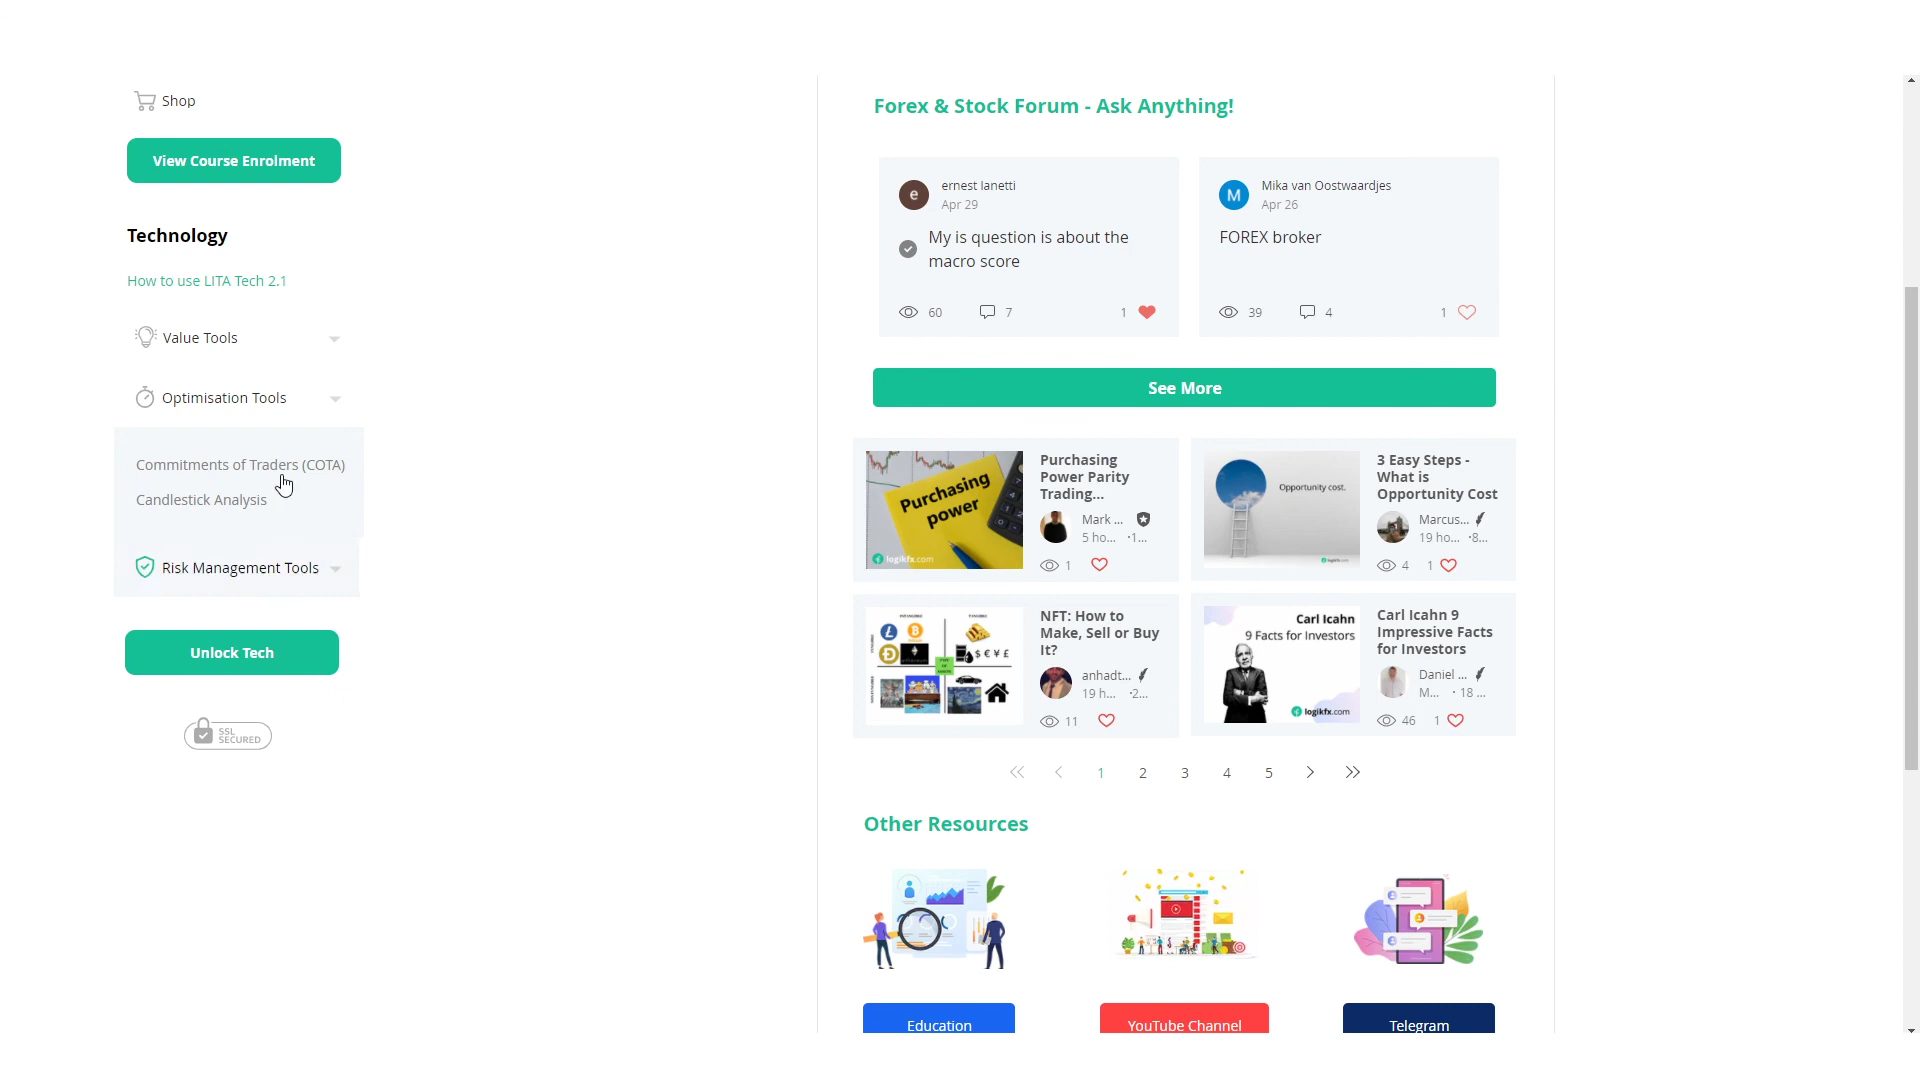 Shop
View Course Enrolment
Technology
How to use LITA Tech 2.1
Value Tools
Optimisation Tools
Commitments of Traders (COTA)
Candlestick Analysis
Risk Management Tools
Unlock Tech
SSL
SECURED
Forex & Stock Forum - Ask Anything!
e
ernest lanetti
Apr 29
My is question is about the
macro score
60
7
1
M
Mika van Oostwaardjes
Apr 26
FOREX broker
39
4
1
See More
Purchasing
power
logikfx.com
Purchasing
Power Parity
Trading...
Mark ...
5 ho... ·1...
1
Opportunity cost.
3 Easy Steps -
What is
Opportunity Cost
Marcus...
19 ho... ·8...
4
1
$ € ¥ £
NFT: How to
Make, Sell or Buy
It?
anhadt...
19 h... ·2...
11
Carl Icahn
9 Facts for Investors
logikfx.com
Carl Icahn 9
Impressive Facts
for Investors
Daniel ...
M... · 18 ...
46
1
1
2
3
4
5
Other Resources
Education
YouTube Channel
Telegram